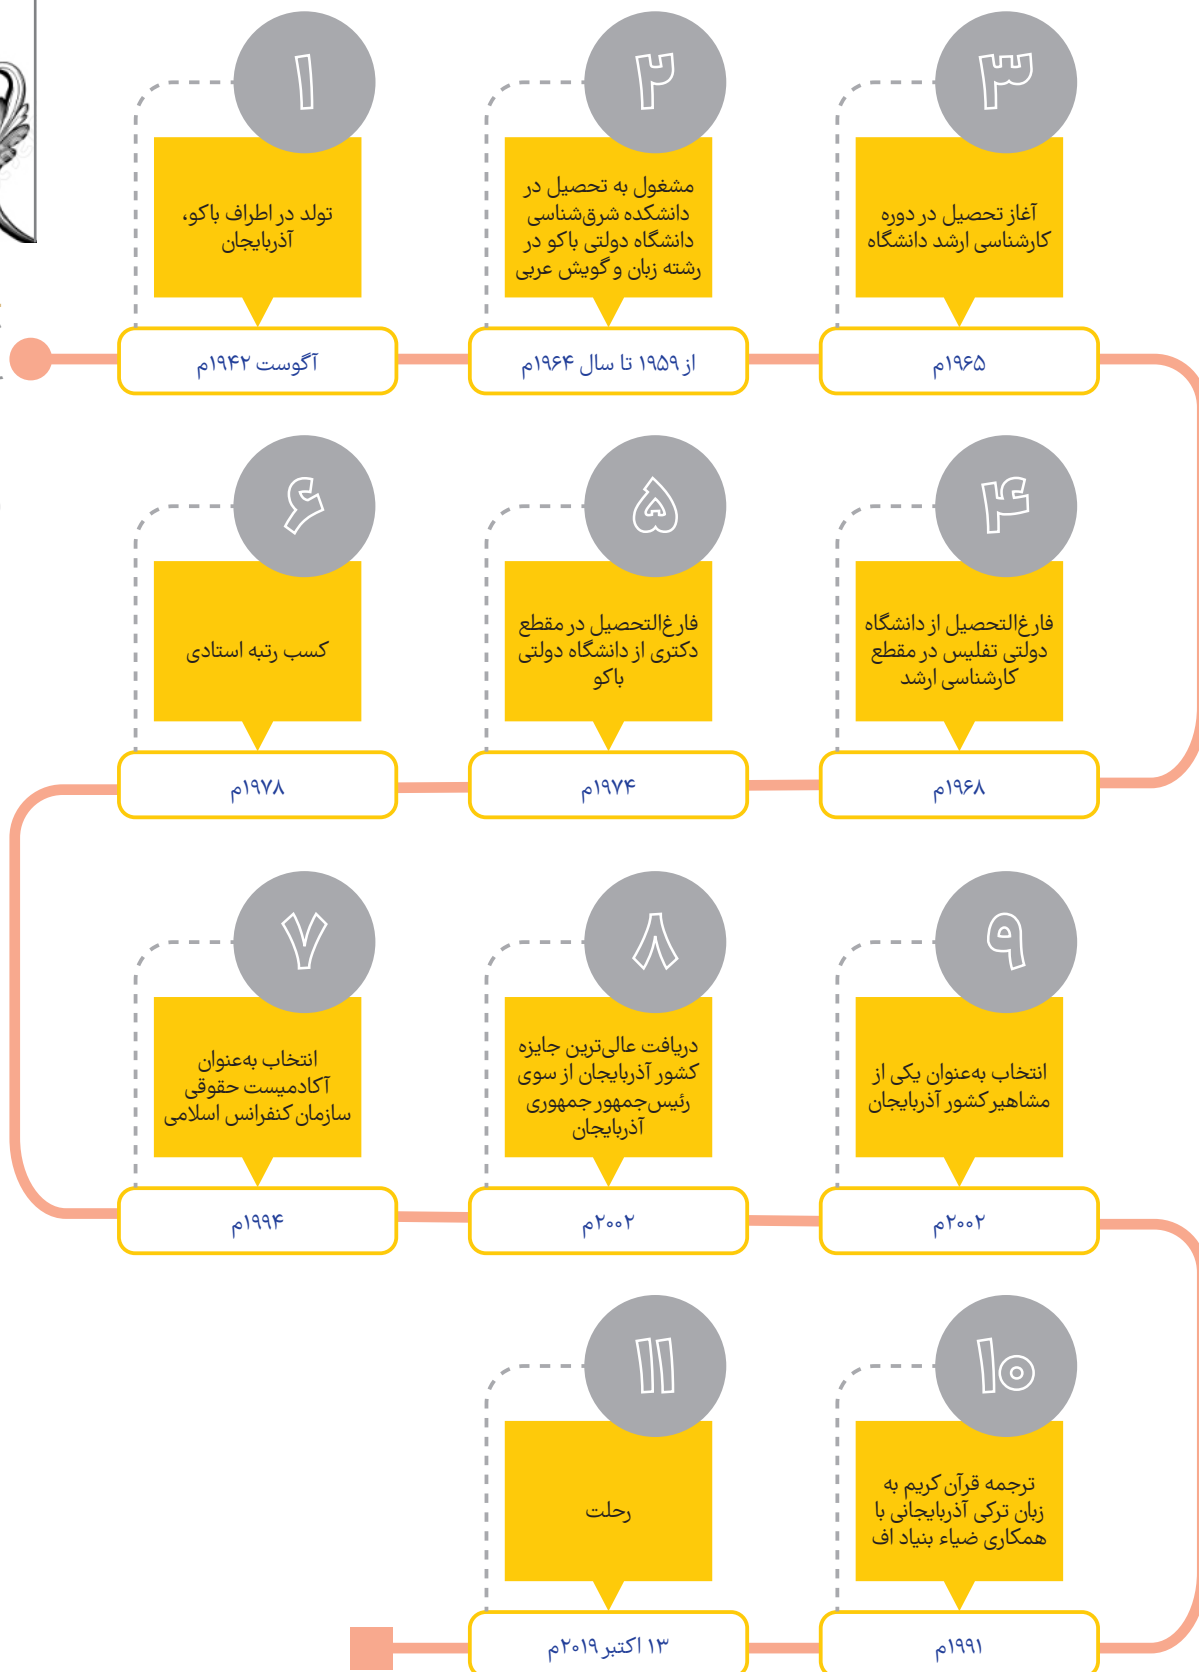 ۱
تولد در اطراف باکو،
آذربایجان
آگوست ۱۹۴۲م
۲
مشغول به تحصیل در
دانشکده شرق‌شناسی
دانشگاه دولتی باکو در
رشته زبان و گویش عربی
از ۱۹۵۹ تا سال ۱۹۶۴م
۳
آغاز تحصیل در دوره
کارشناسی ارشد دانشگاه
۱۹۶۵م
۴
فارغ‌التحصیل از دانشگاه
دولتی تفلیس در مقطع
کارشناسی ارشد
۱۹۶۸م
۵
فارغ‌التحصیل در مقطع
دکتری از دانشگاه دولتی
باکو
۱۹۷۴م
۶
کسب رتبه استادی
۱۹۷۸م
۷
انتخاب به‌عنوان
آکادمیست حقوقی
سازمان کنفرانس اسلامی
۱۹۹۴م
۸
دریافت عالی‌ترین جایزه
کشور آذربایجان از سوی
رئیس‌جمهور جمهوری
آذربایجان
۲۰۰۲م
۹
انتخاب به‌عنوان یکی از
مشاهیر کشور آذربایجان
۲۰۰۲م
۱۰
ترجمه قرآن کریم به
زبان ترکی آذربایجانی با
همکاری ضیاء بنیاد اف
۱۹۹۱م
۱۱
رحلت
۱۳ اکتبر ۲۰۱۹م